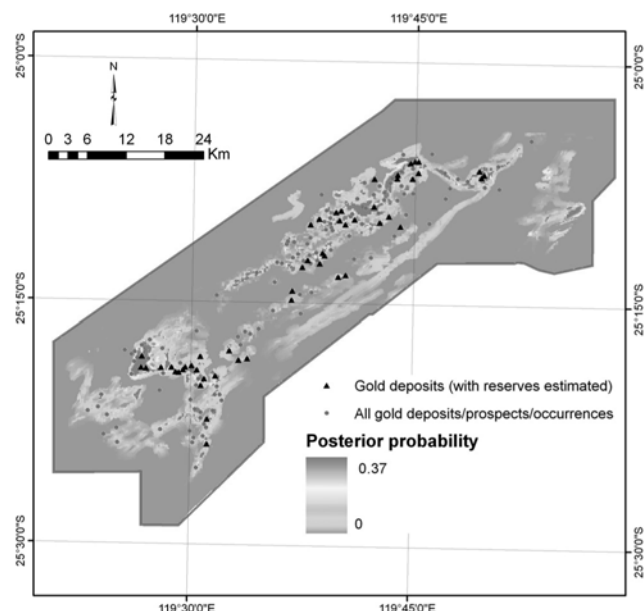 119°30'0"E 119°45'0"E
25°0'0"S 25°0'0"S
N
0 3 6 12 18 24
Km
25°15'0"S 25°15'0"S
Gold deposits (with reserves estimated)
All gold deposits/prospects/occurrences
Posterior probability
0.37
0
25°30'0"S 25°30'0"S
119°30'0"E 119°45'0"E